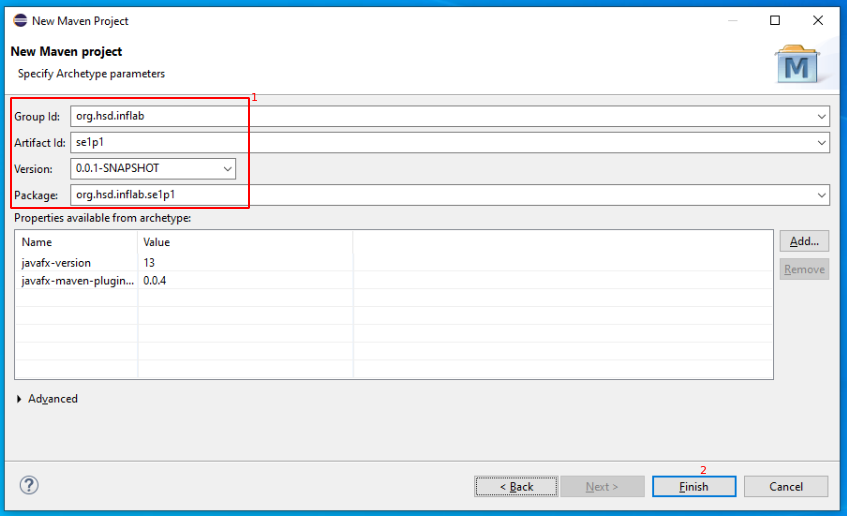 New Maven Project
New Maven project
Specify Archetype parameters
M
1
Group Id: org.hsd.inflab
Artifact Id: se1p1
Version: 0.0.1-SNAPSHOT
Package: org.hsd.inflab.se1p1
Properties available from archetype:
Name Value
javafx-version 13
javafx-maven-plugin... 0.0.4
Add...
Remove
Advanced
2
?
< Back Next > Finish Cancel